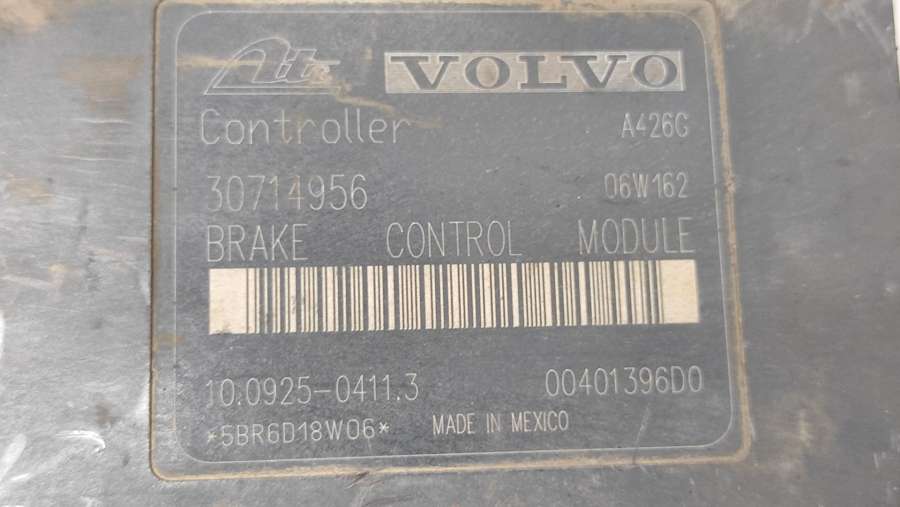 Ate VOLVO
Controller A426G
30714956 06W162
BRAKE CONTROL MODULE
10.0925-0411.3 00401396D0
*5BR6D18W06* MADE IN MEXICO